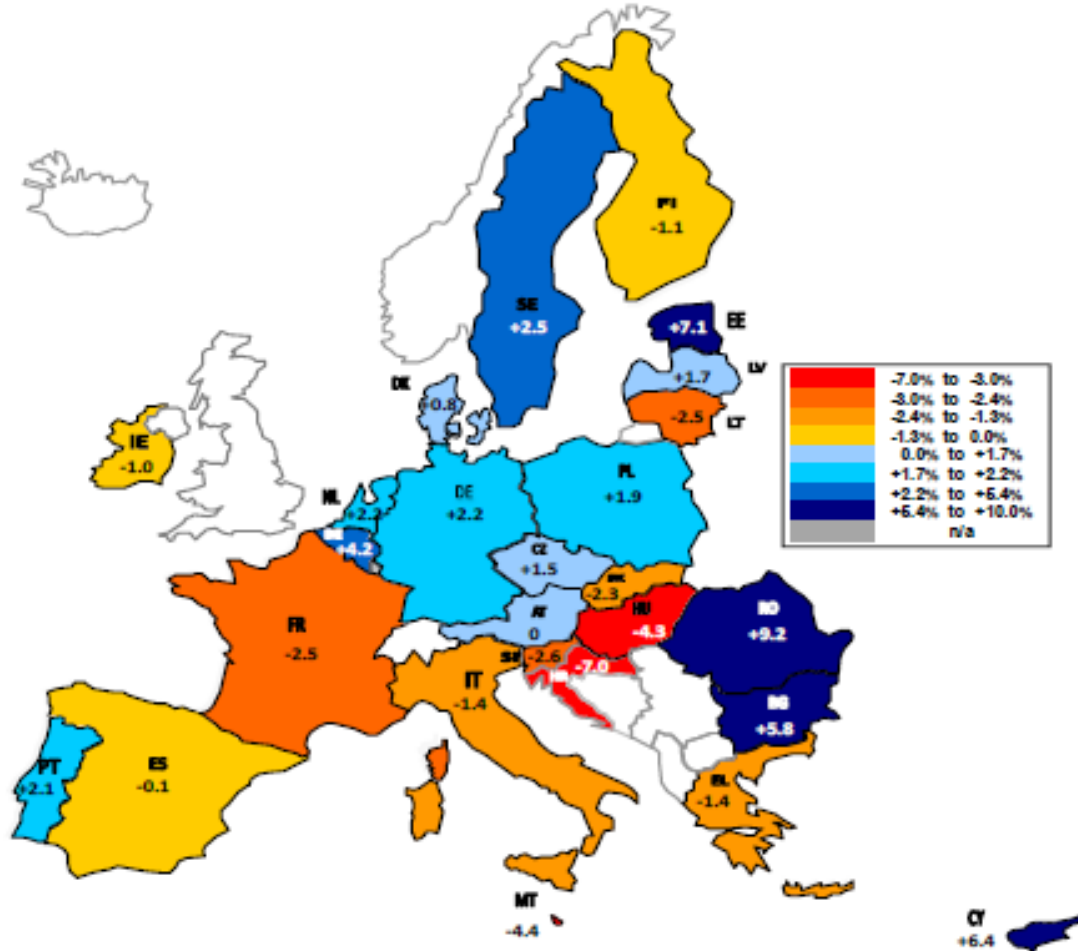 FI
-1.1
SE
+2.5
+7.1
EE
+1.7
LV
-2.5
LT
DK
+0.8
IE
-1.0
NL
+2.2
DE
+2.2
PL
+1.9
+4.2
CZ
+1.5
SK
-2.3
AT
0
HU
-4.3
RO
+9.2
FR
-2.5
-2.6
-7.0
HR
IT
-1.4
BG
+5.8
EL
-1.4
PT
+2.1
ES
-0.1
MT
-4.4
CY
+6.4
-7.0% to -3.0%
-3.0% to -2.4%
-2.4% to -1.3%
-1.3% to 0.0%
0.0% to +1.7%
+1.7% to +2.2%
+2.2% to +5.4%
+5.4% to +10.0%
n/a